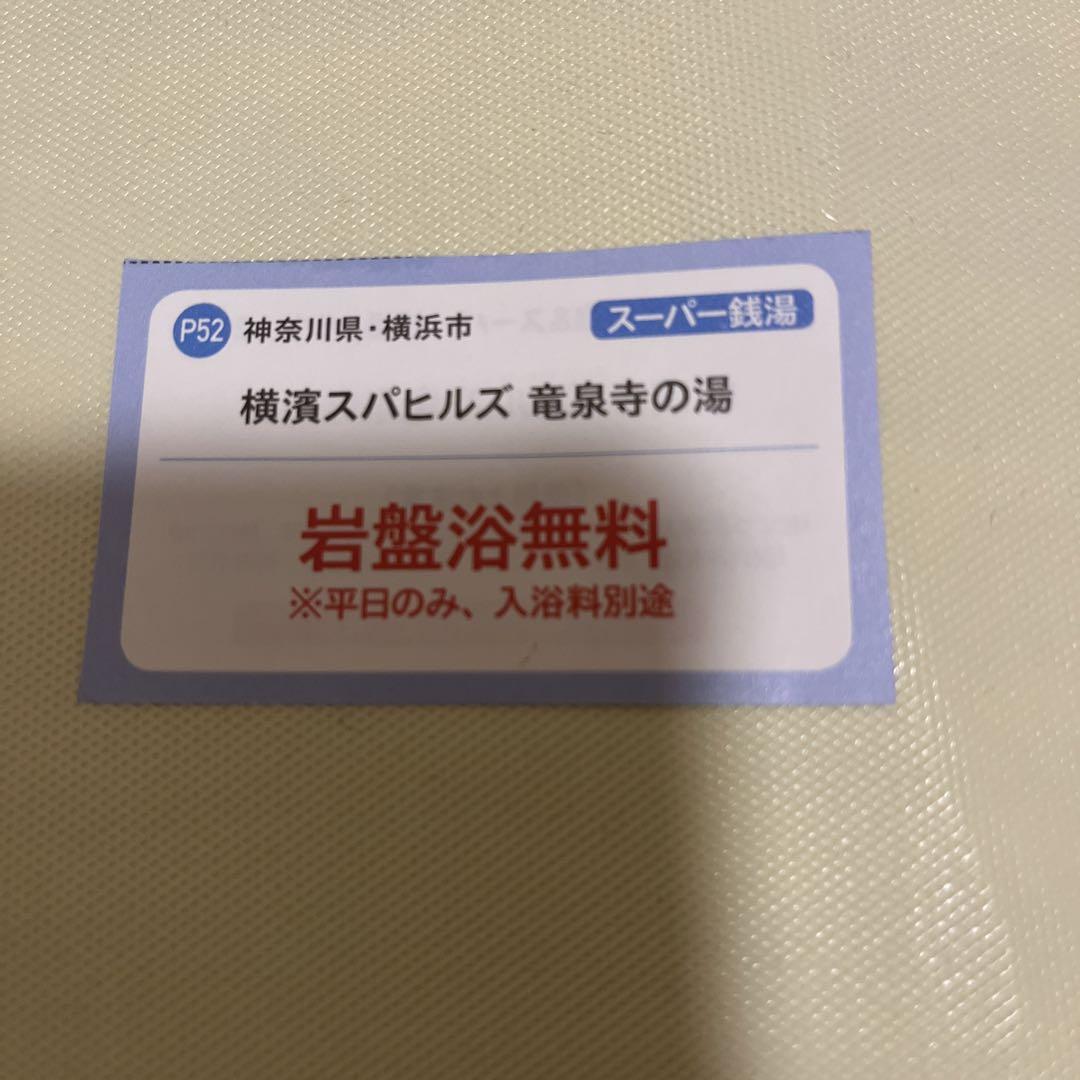 P52 神奈川県・横浜市 スーパー銭湯
横濱スパヒルズ 竜泉寺の湯
岩盤浴無料
※平日のみ、入浴料別途